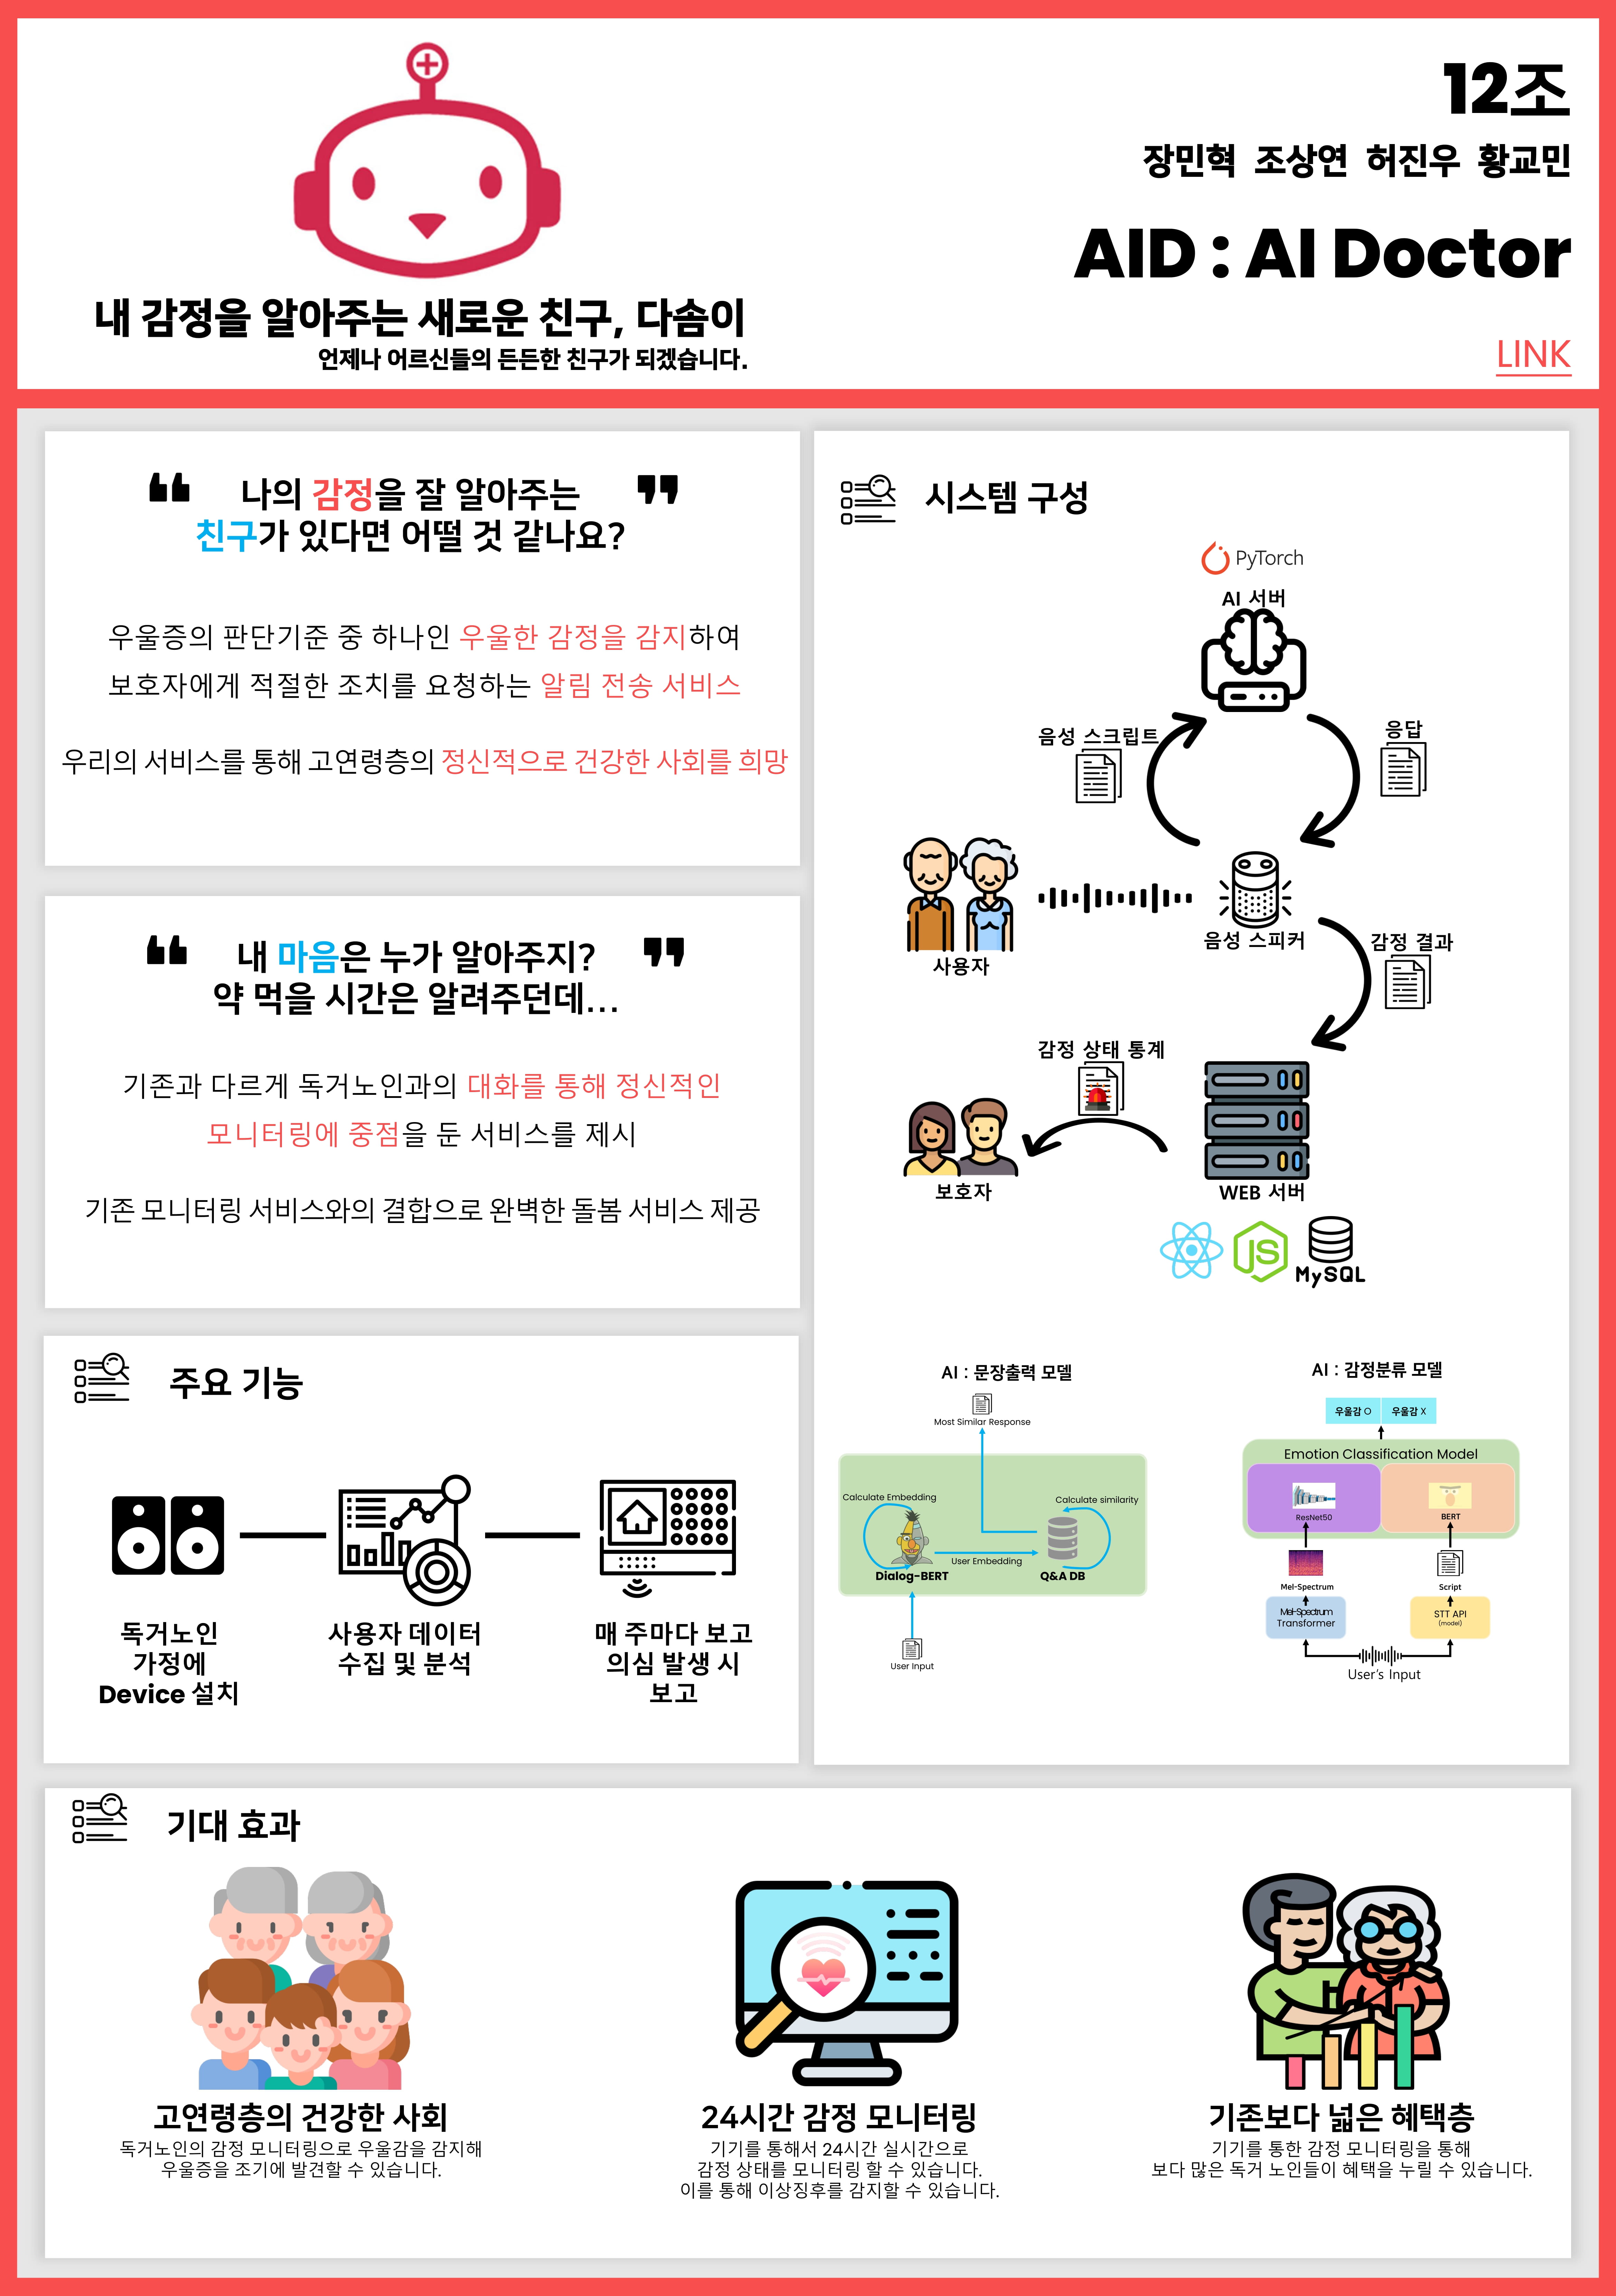 12조
장민혁 조상연 허진우 황교민
AID : AI Doctor
LINK
내 감정을 알아주는 새로운 친구, 다솜이
언제나 어르신들의 든든한 친구가 되겠습니다.
❝ 나의 감정을 잘 알아주는 ❞
친구가 있다면 어떨 것 같나요?
우울증의 판단기준 중 하나인 우울한 감정을 감지하여
보호자에게 적절한 조치를 요청하는 알림 전송 서비스
우리의 서비스를 통해 고연령층의 정신적으로 건강한 사회를 희망
❝ 내 마음은 누가 알아주지? ❞
약 먹을 시간은 알려주던데...
기존과 다르게 독거노인과의 대화를 통해 정신적인
모니터링에 중점을 둔 서비스를 제시
기존 모니터링 서비스와의 결합으로 완벽한 돌봄 서비스 제공
주요 기능
독거노인
가정에
Device 설치
사용자 데이터
수집 및 분석
매 주마다 보고
의심 발생 시
보고
시스템 구성
PyTorch
AI 서버
음성 스크립트
응답
사용자
음성 스피커
감정 결과
감정 상태 통계
보호자
WEB 서버
JS
MySQL
AI : 문장출력 모델
Most Similar Response
Calculate Embedding
Calculate similarity
User Embedding
Dialog-BERT
Q&A DB
User Input
AI : 감정분류 모델
우울감 O
우울감 X
Emotion Classification Model
ResNet50
BERT
Mel-Spectrum
Script
Mel-Spectrum
Transformer
STT API
(model)
User's Input
기대 효과
고연령층의 건강한 사회
독거노인의 감정 모니터링으로 우울감을 감지해
우울증을 조기에 발견할 수 있습니다.
24시간 감정 모니터링
기기를 통해서 24시간 실시간으로
감정 상태를 모니터링 할 수 있습니다.
이를 통해 이상징후를 감지할 수 있습니다.
기존보다 넓은 혜택층
기기를 통한 감정 모니터링을 통해
보다 많은 독거 노인들이 혜택을 누릴 수 있습니다.